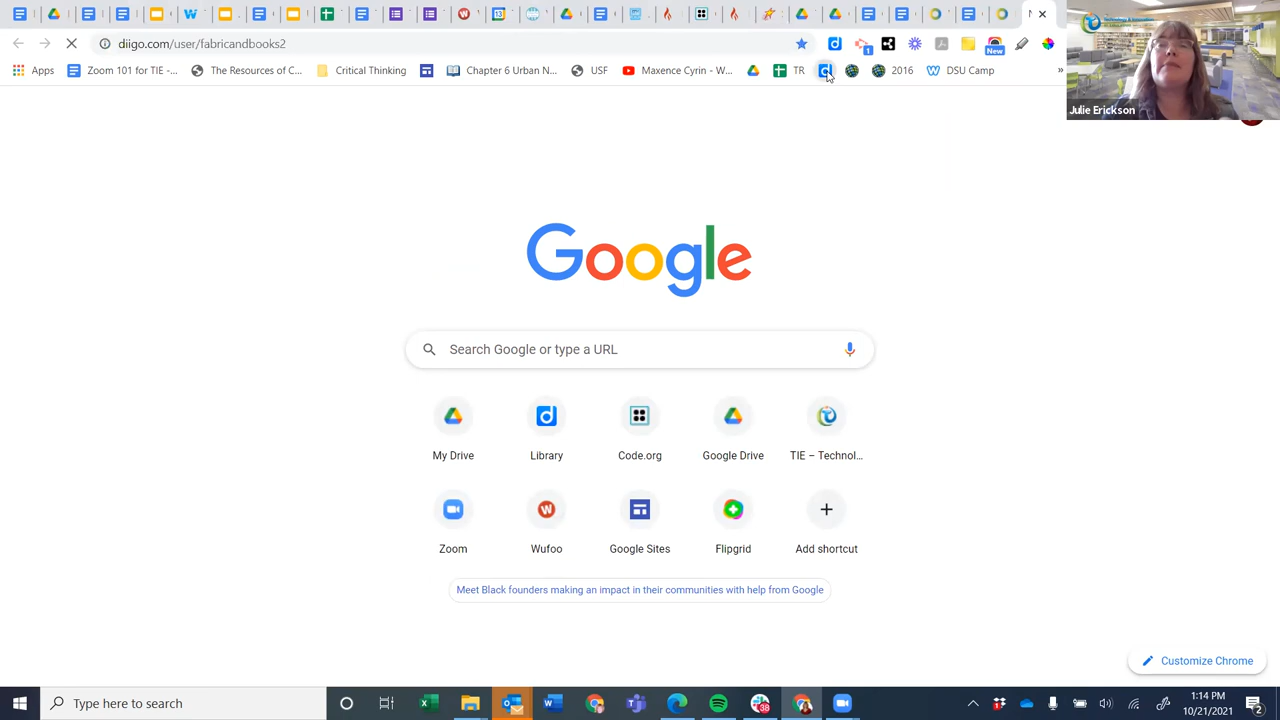 diigo.com/user/fabricandbooks2
New
Apps
Zoom 101 for TIE -...
The Resources of C...
Critical Thinking
Chapter 6 Urban N...
USF
Maxence Cyrin - W...
TR
2016
DSU Camp
»
Julie Erickson
Google
Search Google or type a URL
My Drive
Library
Code.org
Google Drive
TIE – Technol...
Zoom
Wufoo
Google Sites
Flipgrid
Add shortcut
Meet Black founders making an impact in their communities with help from Google
Customize Chrome
Type here to search
38
1:14 PM
10/21/2021
2